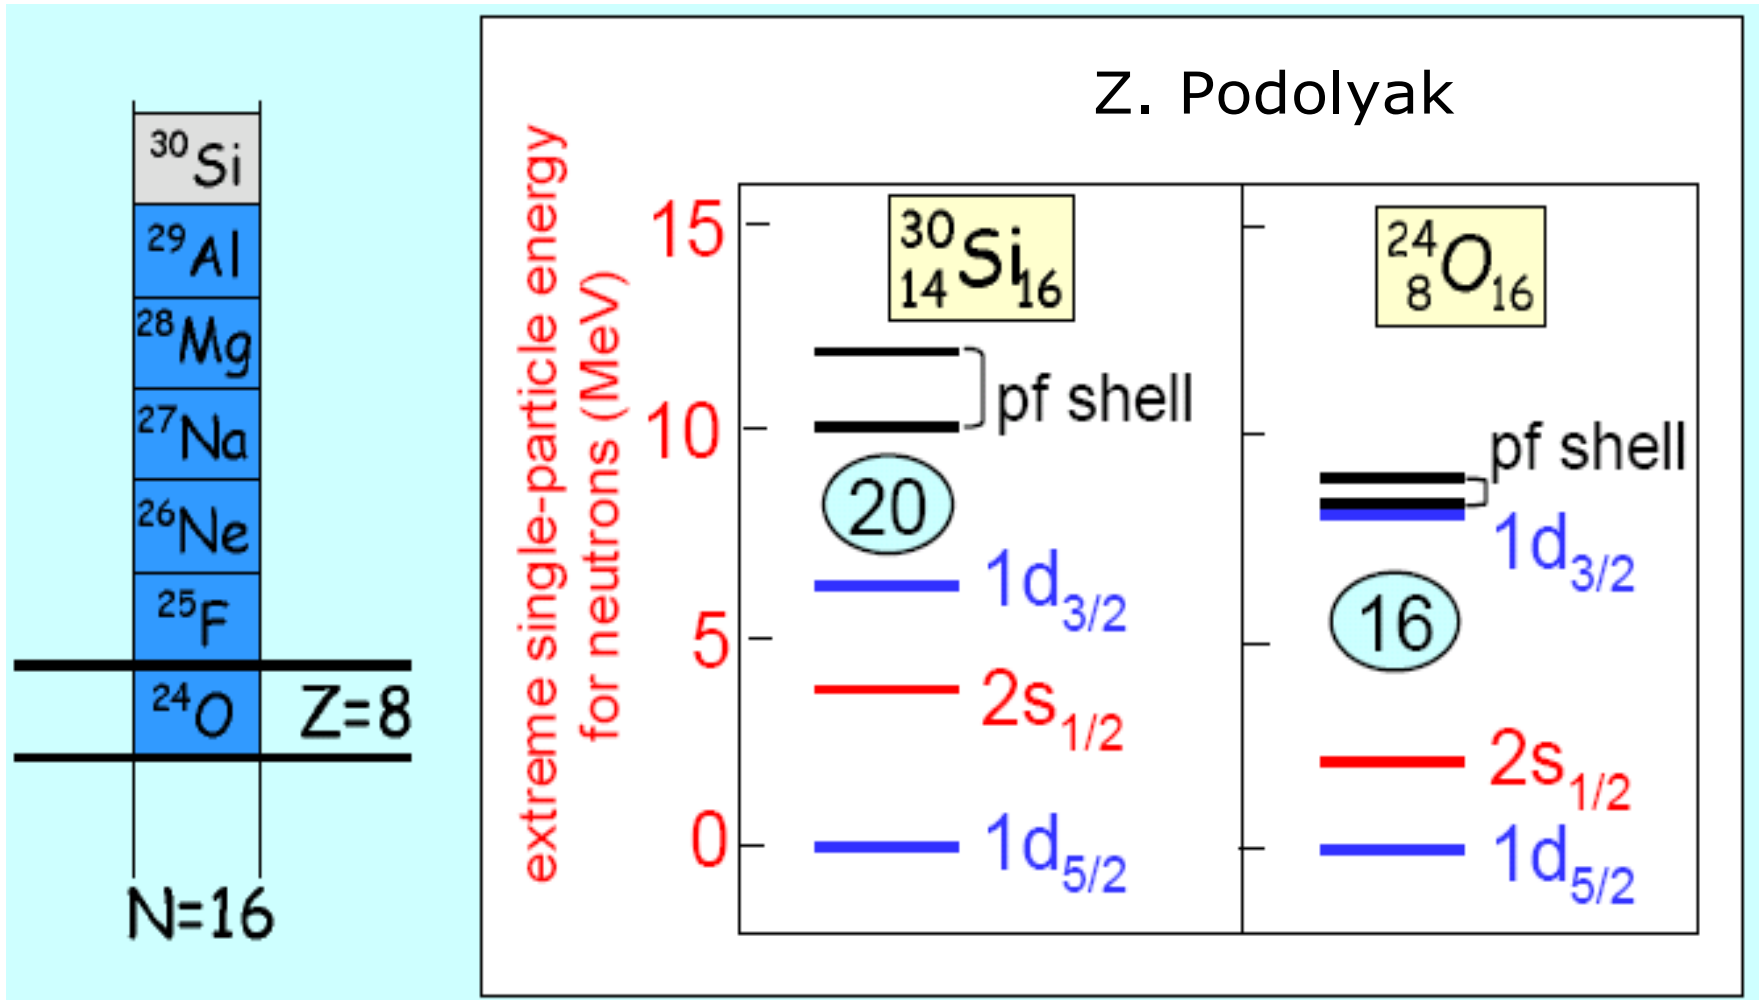 30Si
29Al
28Mg
27Na
26Ne
25F
24O
Z=8
N=16
Z. Podolyak
extreme single-particle energy
for neutrons (MeV)
15
10
5
0
30
14Si16
pf shell
20
1d3/2
2s1/2
1d5/2
24
8O16
pf shell
1d3/2
16
2s1/2
1d5/2